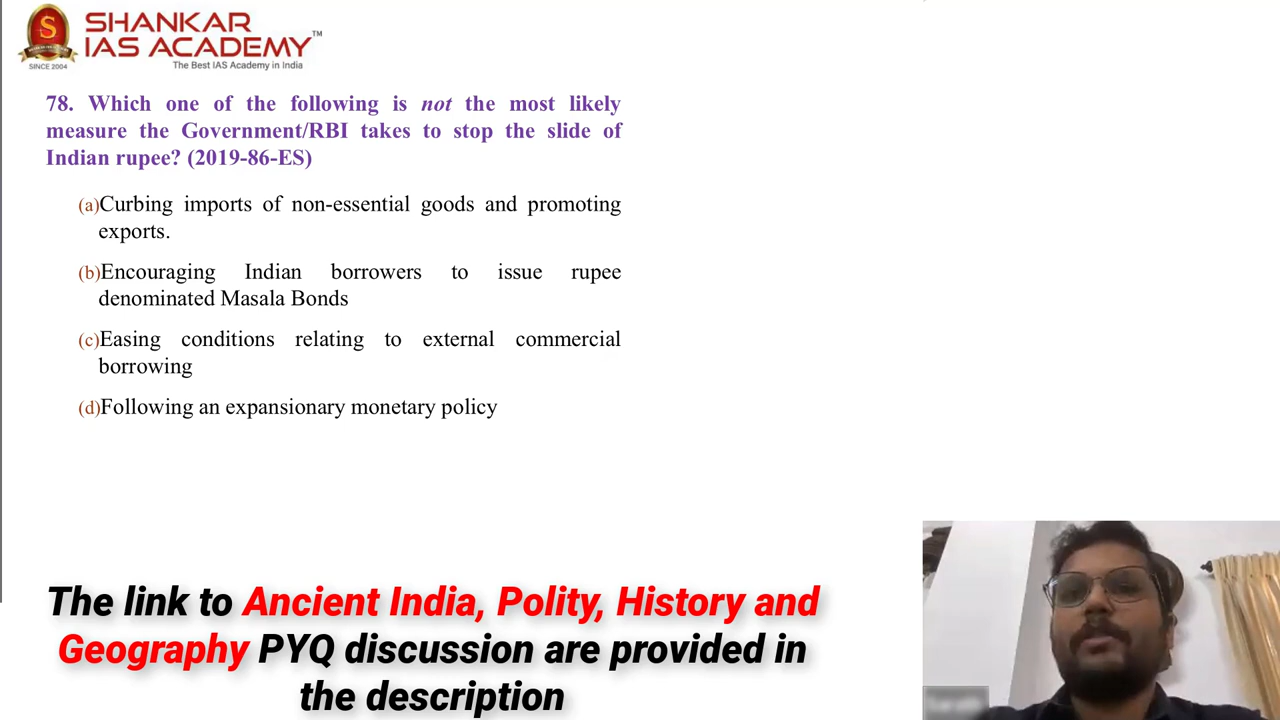 SHANKAR
IAS ACADEMY™
The Best IAS Academy in India
S
SINCE 2004
78. Which one of the following is not the most likely
measure the Government/RBI takes to stop the slide of
Indian rupee? (2019-86-ES)
(a)Curbing imports of non-essential goods and promoting
exports.
(b)Encouraging Indian borrowers to issue rupee
denominated Masala Bonds
(c)Easing conditions relating to external commercial
borrowing
(d)Following an expansionary monetary policy
The link to Ancient India, Polity, History and
Geography PYQ discussion are provided in
the description